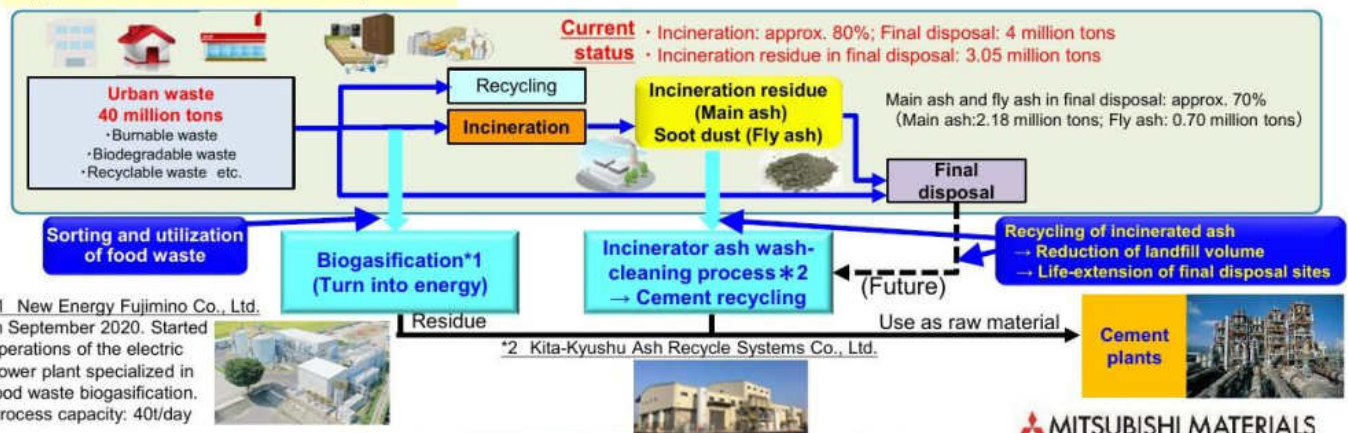 Current status
・Incineration: approx. 80%; Final disposal: 4 million tons
・Incineration residue in final disposal: 3.05 million tons
Urban waste
40 million tons
・Burnable waste
・Biodegradable waste
・Recyclable waste etc.
Recycling
Incineration
Incineration residue
(Main ash)
Soot dust (Fly ash)
Main ash and fly ash in final disposal: approx. 70%
(Main ash:2.18 million tons; Fly ash: 0.70 million tons)
Final
disposal
Sorting and utilization
of food waste
Biogasification*1
(Turn into energy)
Incinerator ash wash-
cleaning process＊2
→ Cement recycling
(Future)
Recycling of incinerated ash
→ Reduction of landfill volume
→ Life-extension of final disposal sites
Residue
Use as raw material
Cement
plants
1 New Energy Fujimino Co., Ltd.
September 2020. Started
operations of the electric
power plant specialized in
food waste biogasification.
Process capacity: 40t/day
*2 Kita-Kyushu Ash Recycle Systems Co., Ltd.
MITSUBISHI MATERIALS